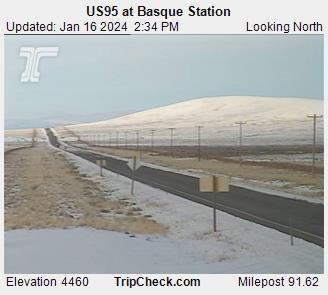 US95 at Basque Station
Updated: Jan 16 2024 2:34 PM Looking North
Elevation 4460 TripCheck.com Milepost 91.62